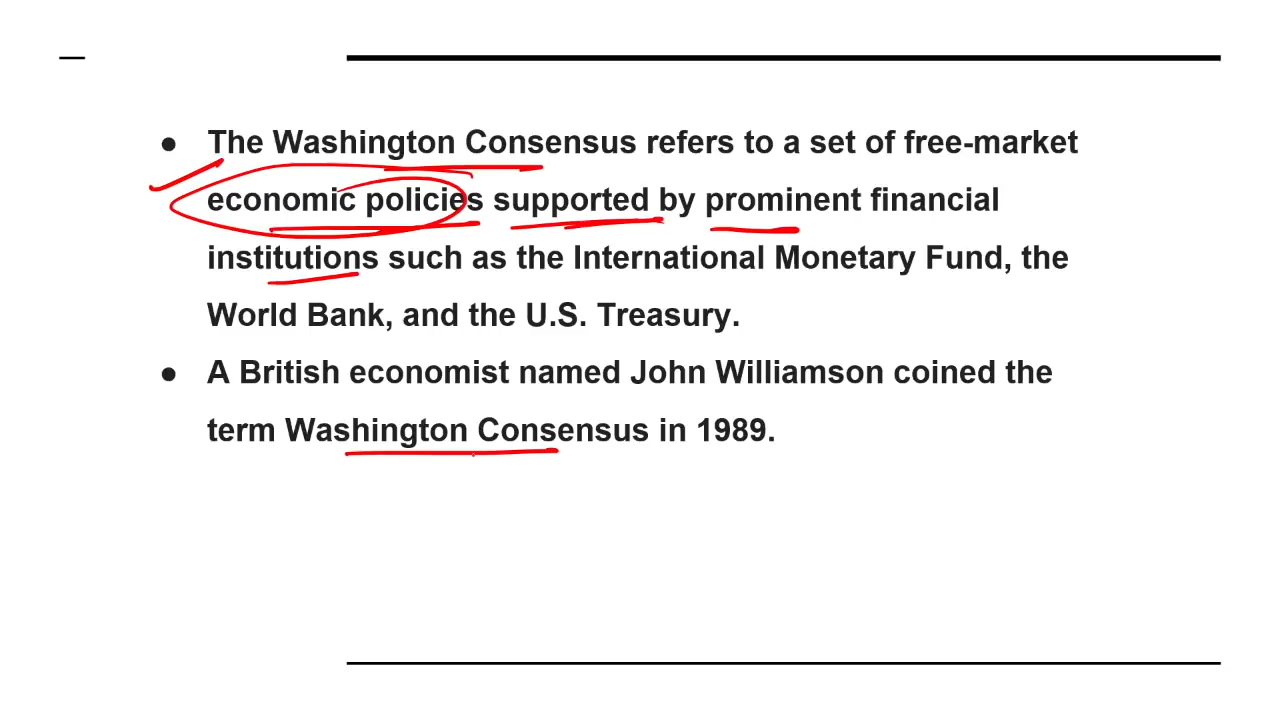 ● The Washington Consensus refers to a set of free-market
economic policies supported by prominent financial
institutions such as the International Monetary Fund, the
World Bank, and the U.S. Treasury.
● A British economist named John Williamson coined the
term Washington Consensus in 1989.